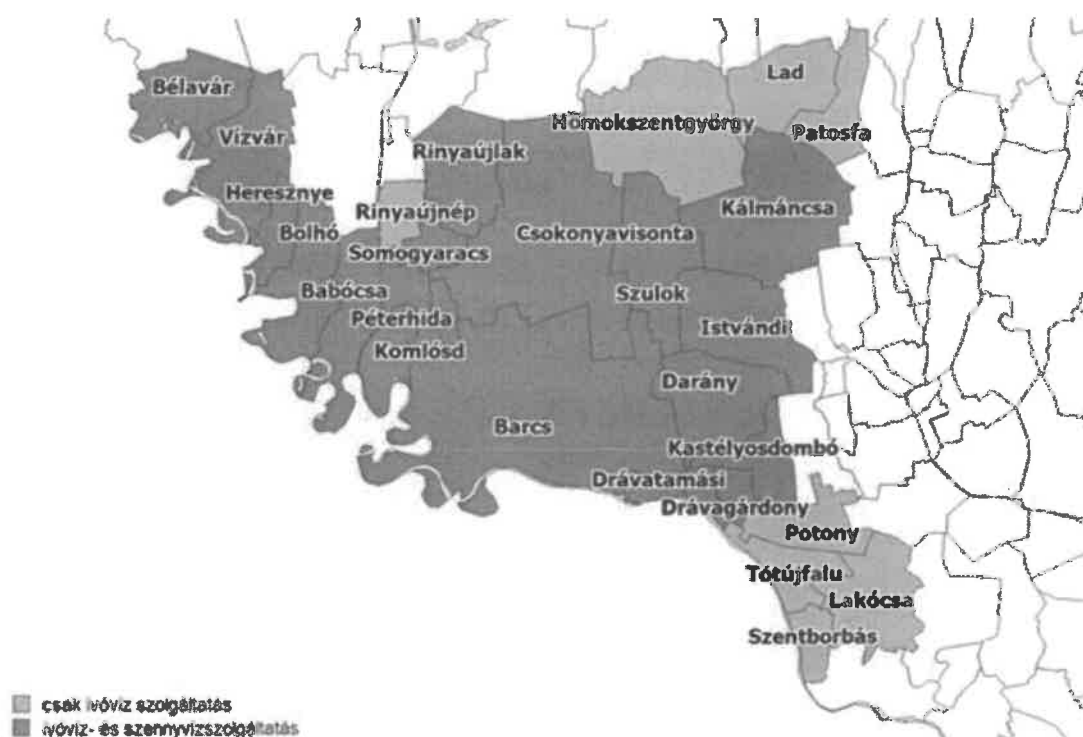 Bélavár
Lad
Homokszentgyörgy
Patosfa
Vízvár
Rinyaújlak
Heresznye
Rinyaújnép
Kálmáncsa
Bolhó
Csokonyavisonta
Somogyaracs
Babócsa
Szulok
Péterhida
Istvándi
Komlósd
Darány
Barcs
Kastélyosdombó
Drávatamási
Drávagárdony
Potony
Tótújfalu
Lakócsa
Szentborbás
csak ivóvíz szolgáltatás
ivóvíz- és szennyvízszolgáltatás